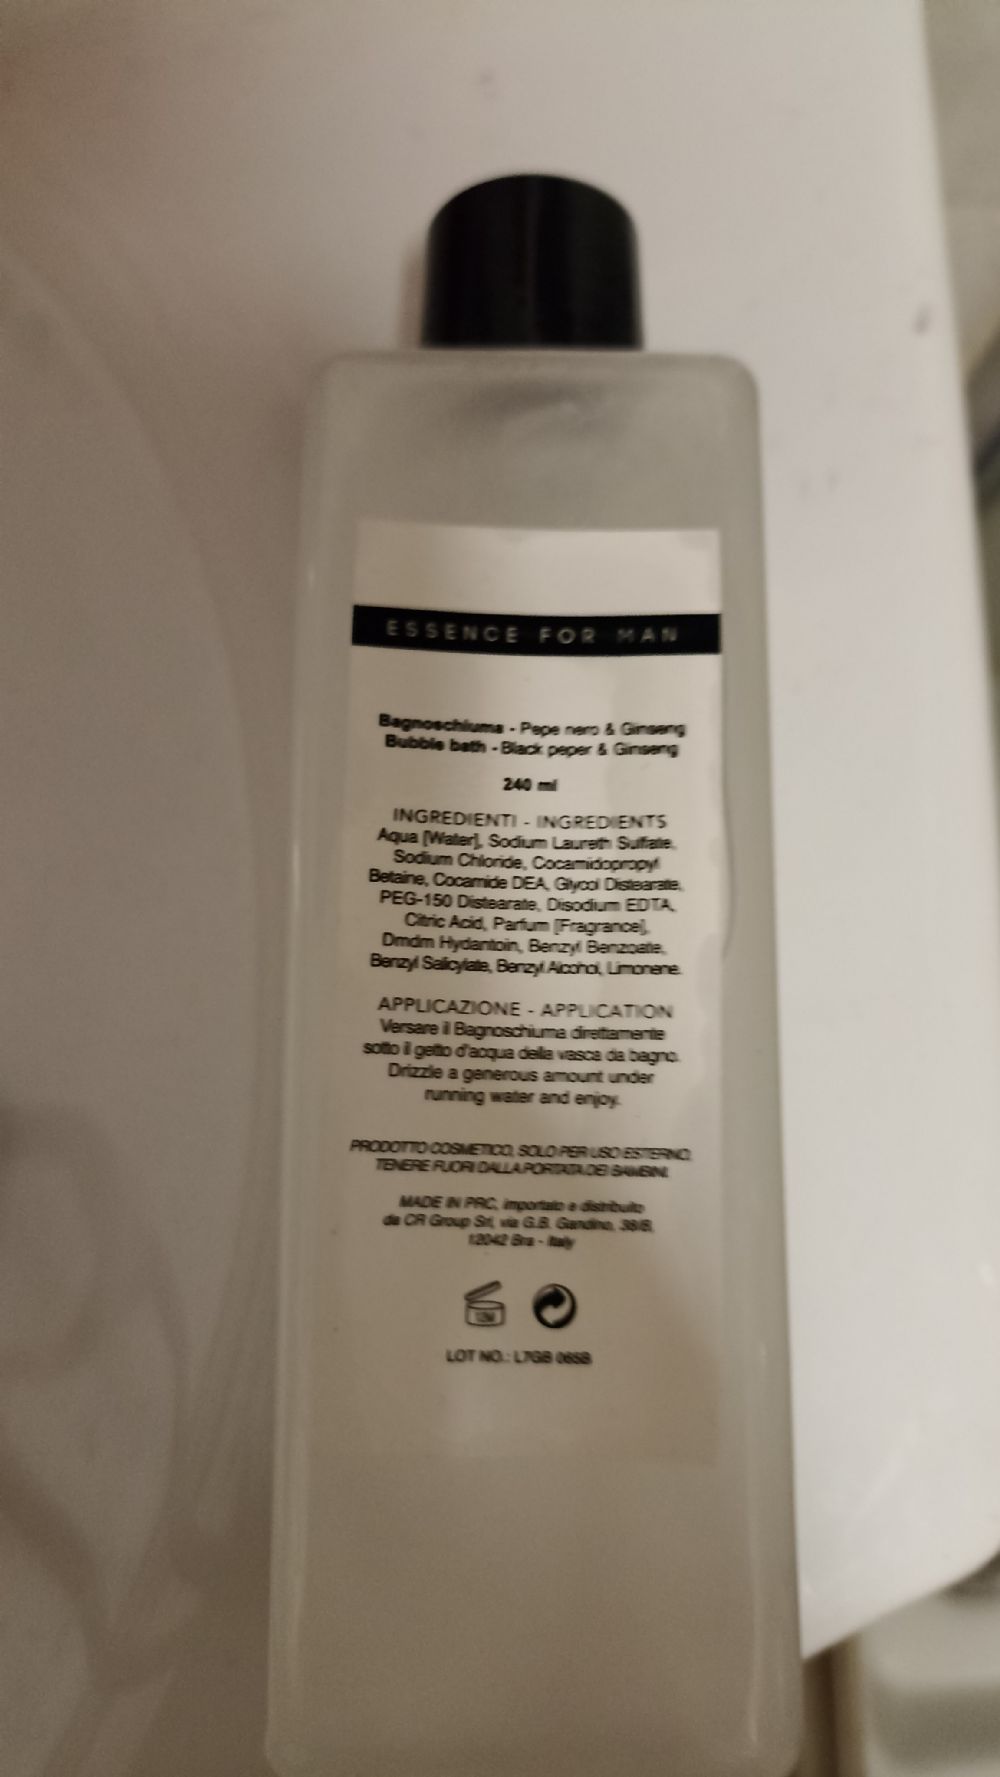 ESSENCE FOR MAN
Bagnoschiuma - Pepe nero & Ginseng
Bubble bath - Black peper & Ginseng
240 ml
INGREDIENTI - INGREDIENTS
Aqua [Water], Sodium Laureth Sulfate,
Sodium Chloride, Cocamidopropyl
Betaine, Cocamide DEA, Glycol Distearate,
PEG-150 Distearate, Disodium EDTA,
Citric Acid, Parfum [Fragrance],
Dmdm Hydantoin, Benzyl Benzoate,
Benzyl Salicylate, Benzyl Alcohol, Limonene.
APPLICAZIONE - APPLICATION
Versare il Bagnoschiuma direttamente
sotto il getto d'acqua della vasca da bagno.
Drizzle a generous amount under
running water and enjoy.
PRODOTTO COSMETICO, SOLO PER USO ESTERNO.
TENERE FUORI DALLA PORTATA DEI BAMBINI.
MADE IN PRC, importato e distribuito
da CR Group Srl, via G.B. Gandino, 38/B,
12042 Bra - Italy
12M
LOT NO.: L7GB 065B